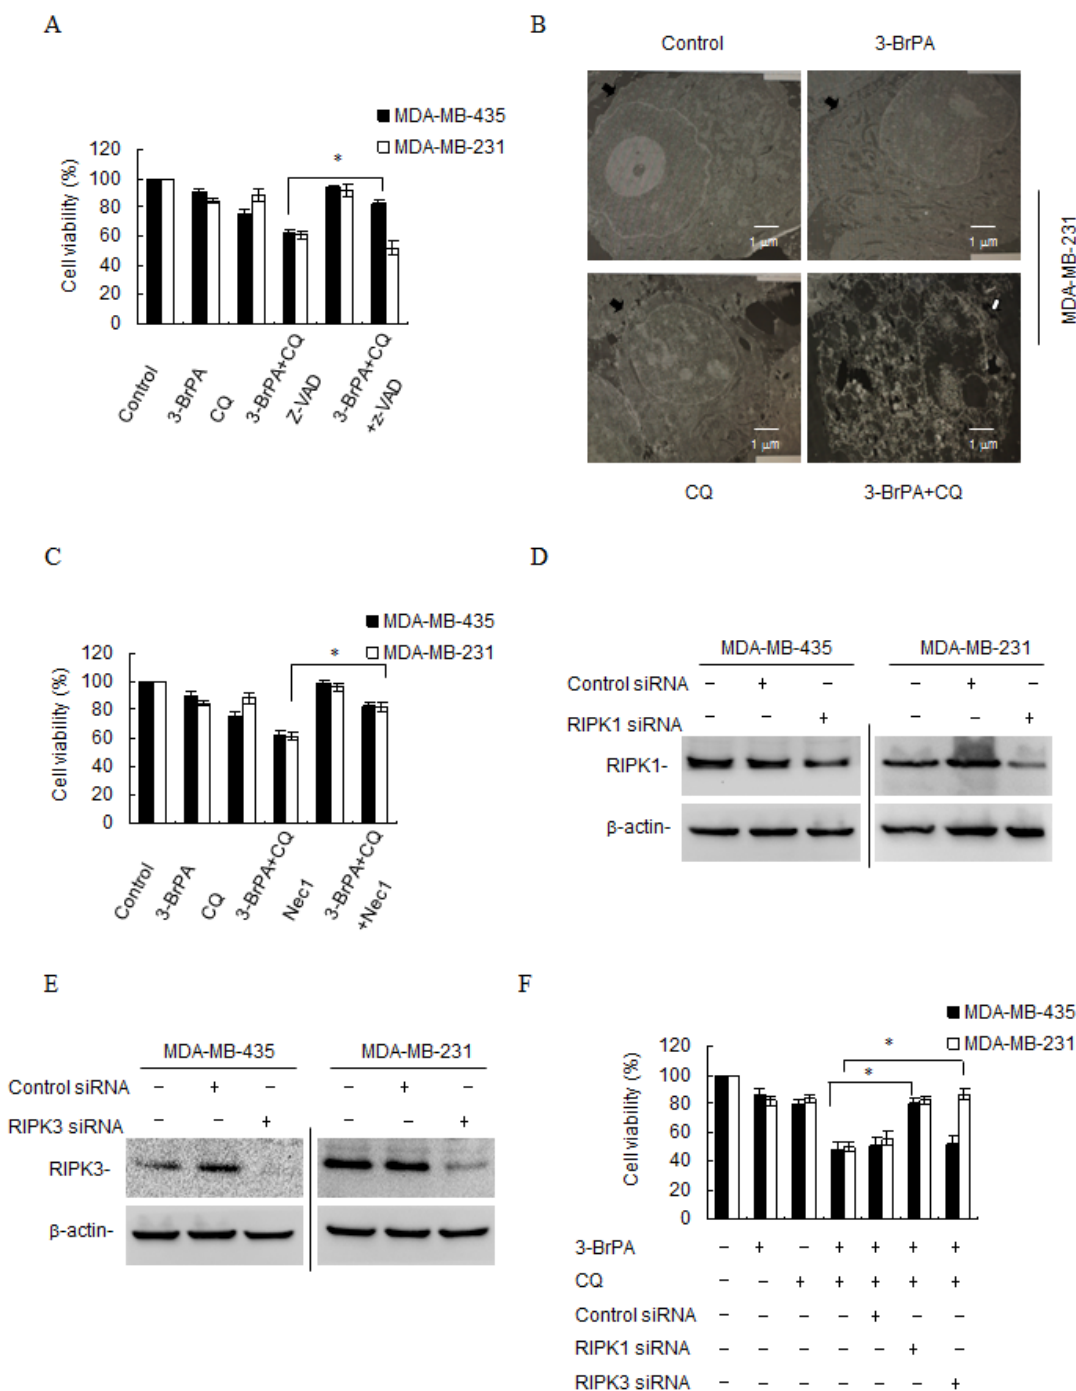 A
MDA-MB-435
MDA-MB-231
*
120
100
80
60
40
20
0
Cell viability (%)
Control
3-BrPA
CQ
3-BrPA+CQ
Z-VAD
3-BrPA+CQ
+z-VAD
B
Control
3-BrPA
1 μm
1 μm
1 μm
1 μm
CQ
3-BrPA+CQ
MDA-MB-231
C
MDA-MB-435
MDA-MB-231
*
120
100
80
60
40
20
0
Cell viability (%)
Control
3-BrPA
CQ
3-BrPA+CQ
Nec1
3-BrPA+CQ
+Nec1
D
MDA-MB-435 MDA-MB-231
Control siRNA – + – – + –
RIPK1 siRNA – – + – – +
RIPK1-
β-actin-
E
MDA-MB-435 MDA-MB-231
Control siRNA – + – – + –
RIPK3 siRNA – – + – – +
RIPK3-
β-actin-
F
MDA-MB-435
MDA-MB-231
*
*
120
100
80
60
40
20
0
Cell viability (%)
3-BrPA – + – + + + +
CQ – – + + + + +
Control siRNA – – – – + – –
RIPK1 siRNA – – – – – + –
RIPK3 siRNA – – – – – – +